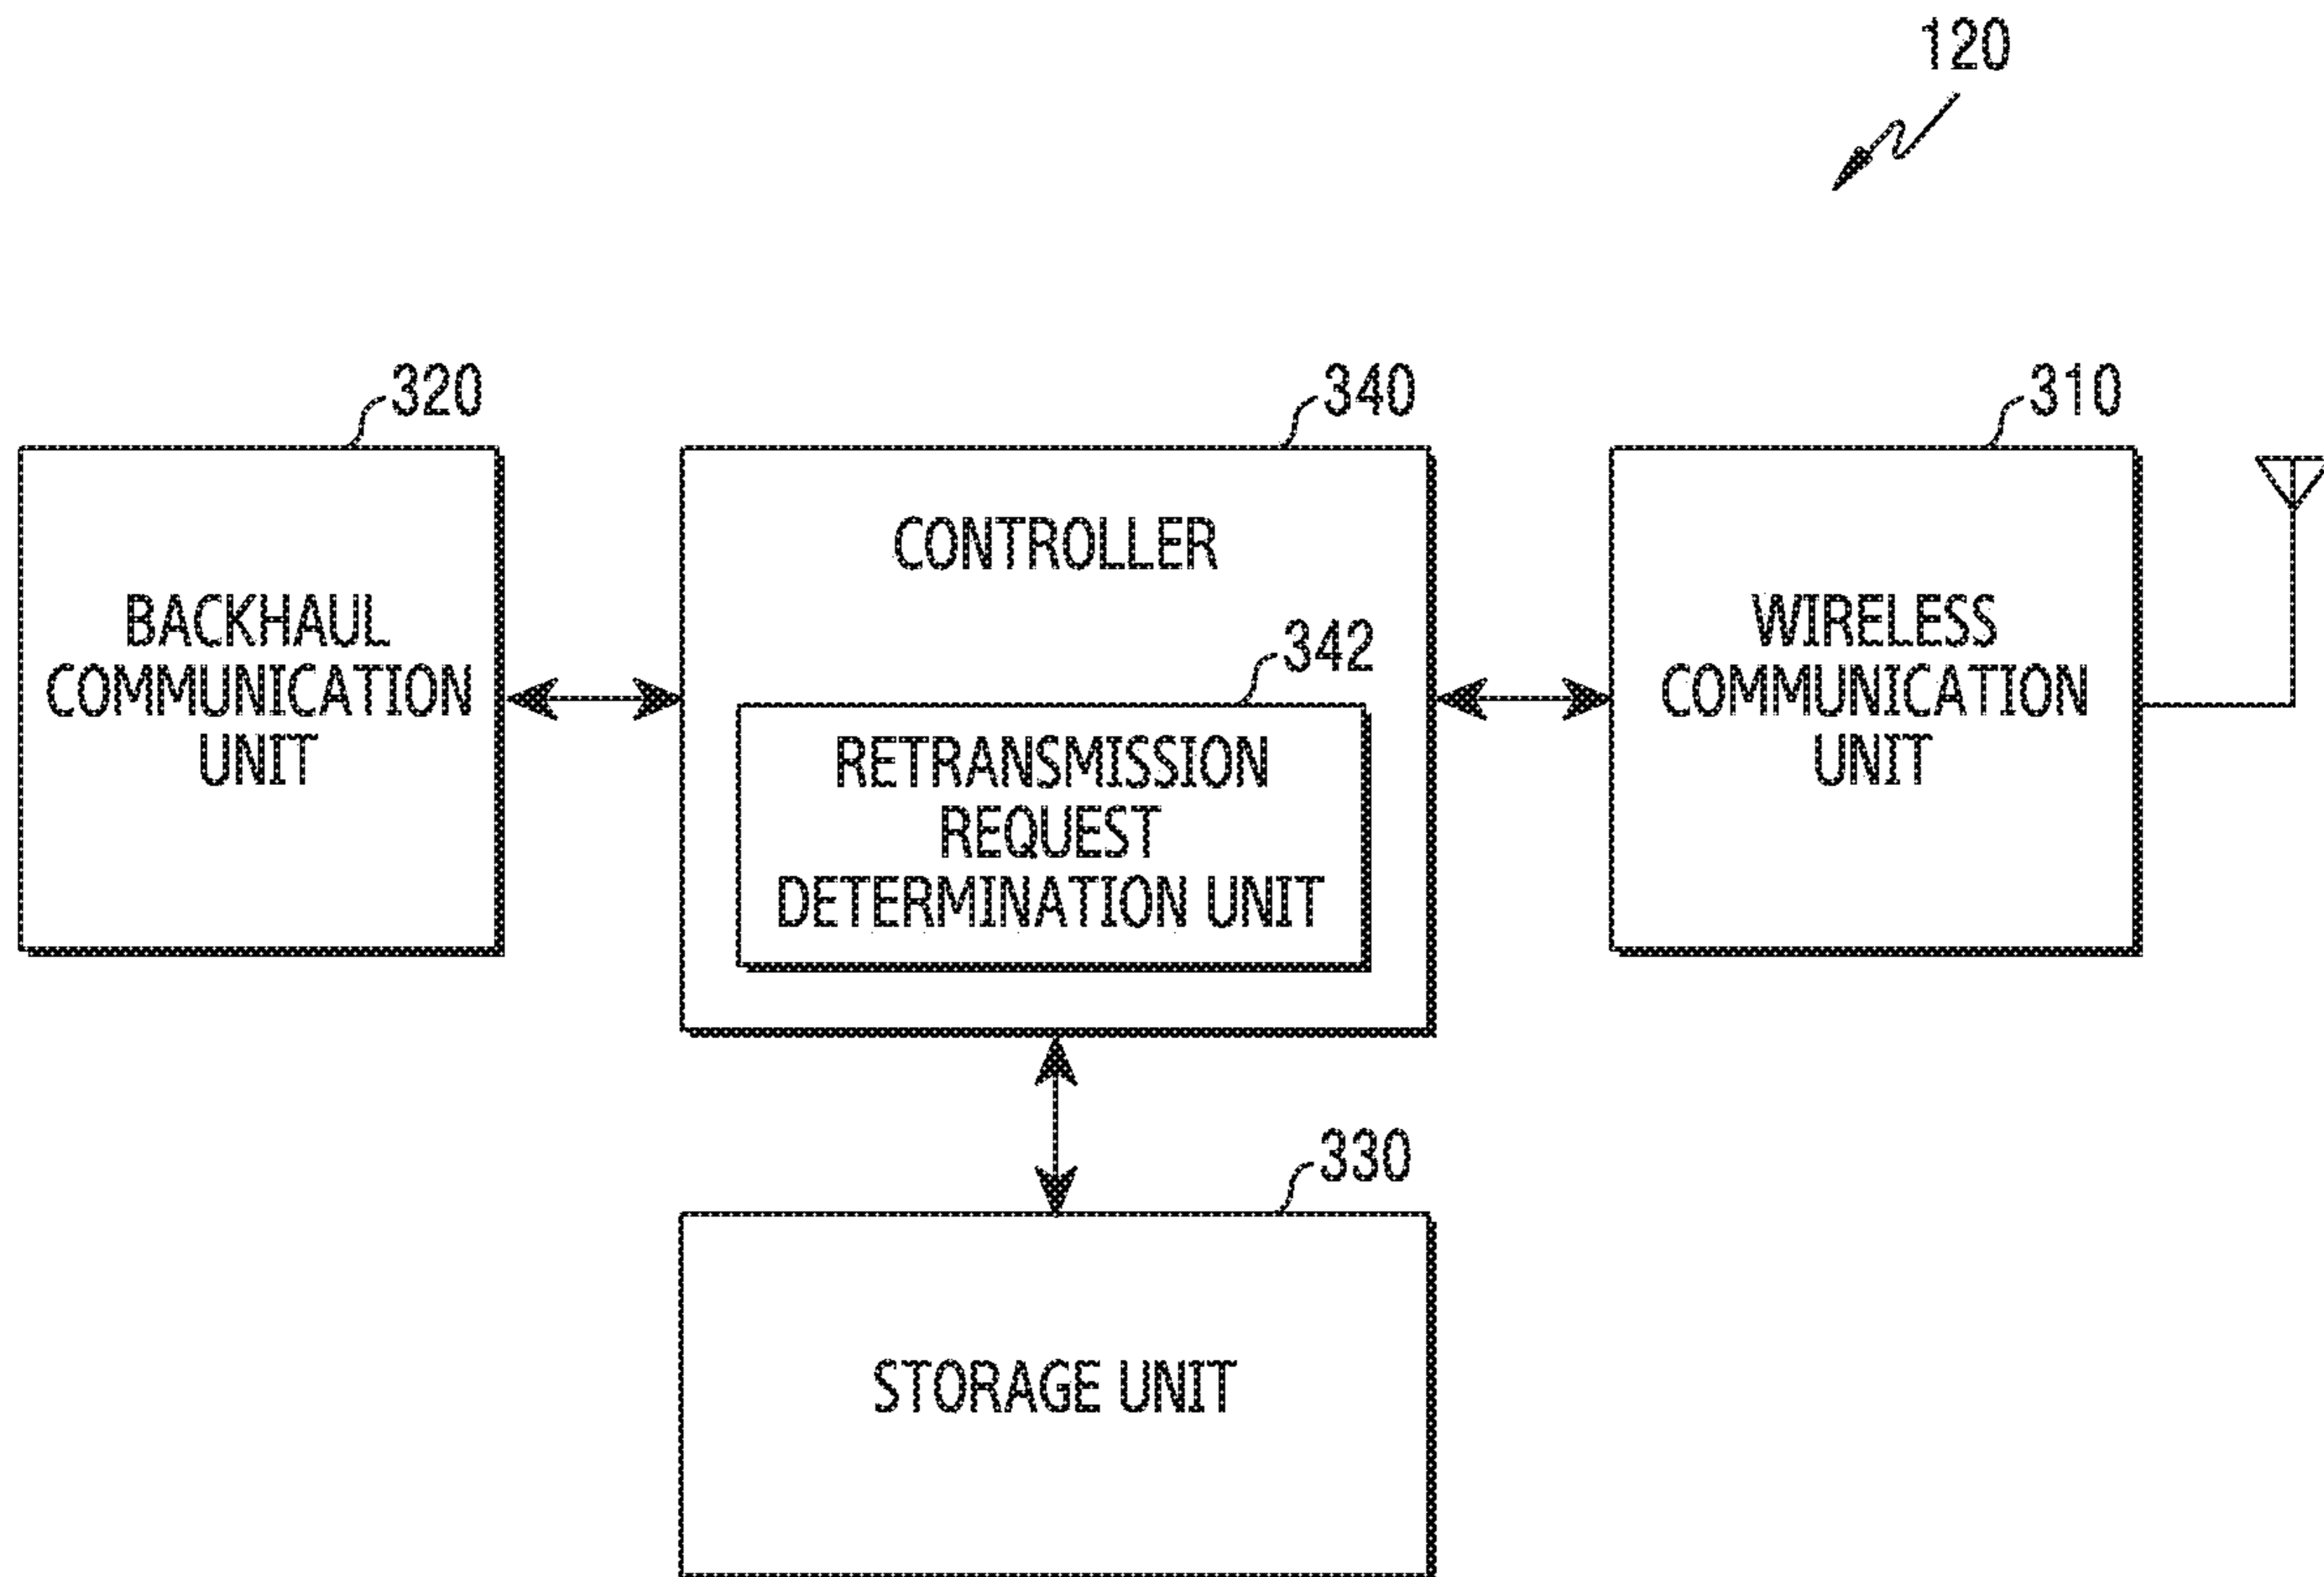 120
320
340
310
BACKHAUL
COMMUNICATION
UNIT
CONTROLLER
342
RETRANSMISSION
REQUEST
DETERMINATION UNIT
WIRELESS
COMMUNICATION
UNIT
330
STORAGE UNIT